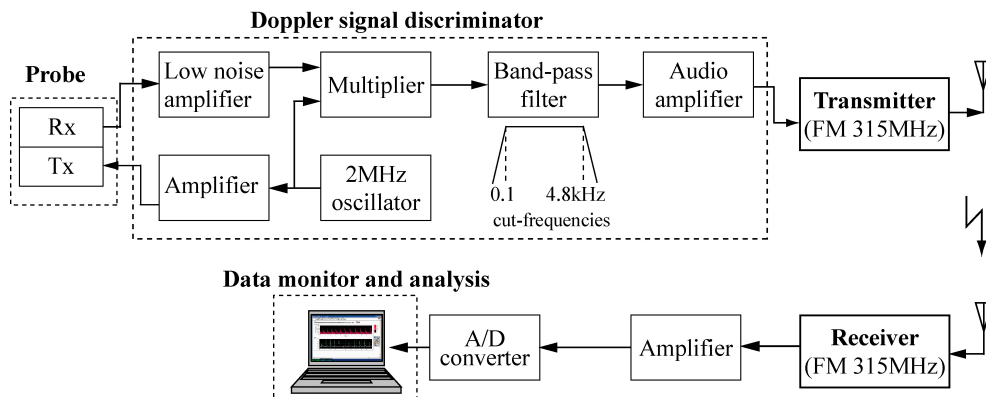 Doppler signal discriminator
Probe
Rx
Tx
Low noise
amplifier
Multiplier
Band-pass
filter
Audio
amplifier
Transmitter
(FM 315MHz)
Amplifier
2MHz
oscillator
0.1 4.8kHz
cut-frequencies
Data monitor and analysis
A/D
converter
Amplifier
Receiver
(FM 315MHz)